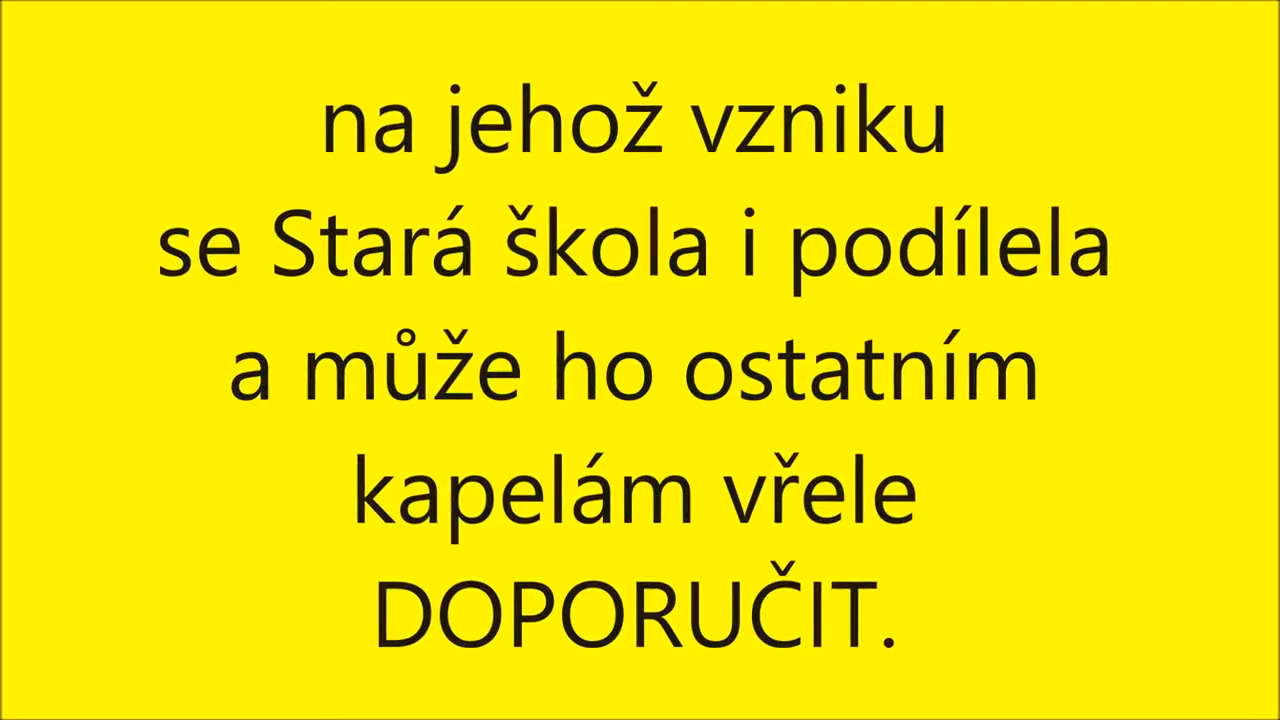 na jehož vzniku
se Stará škola i podílela
a může ho ostatním
kapelám vřele
DOPORUČIT.